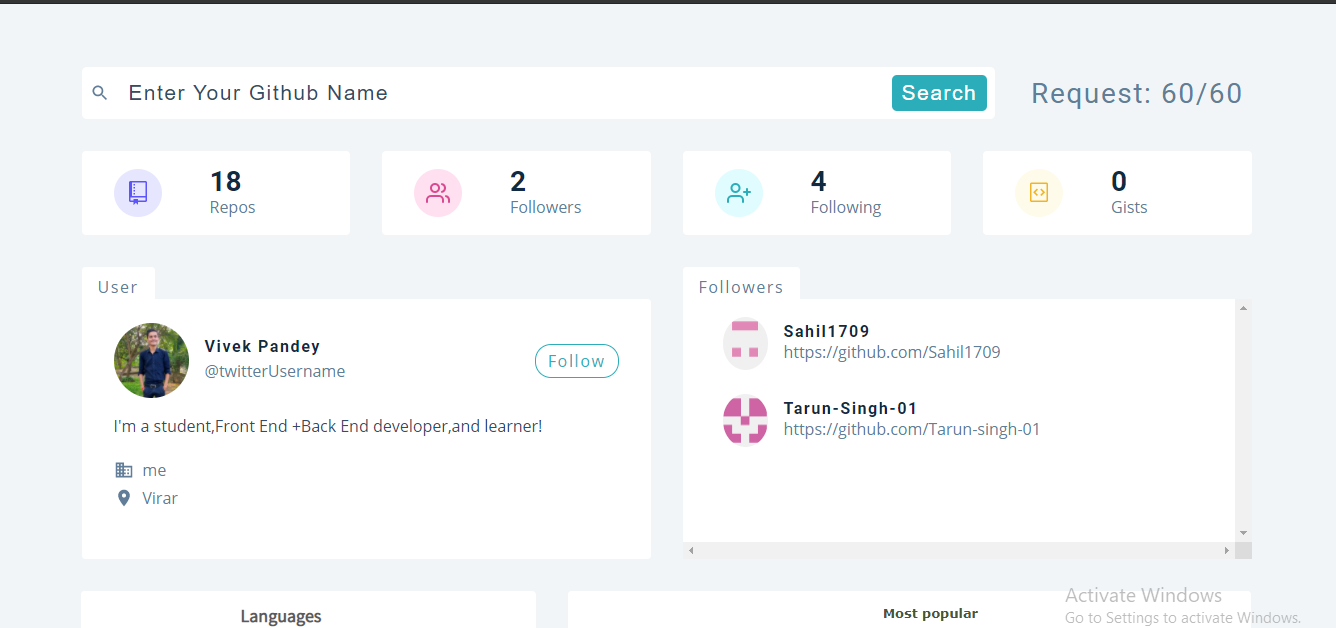 Enter Your Github Name
Search
Request: 60/60
18
Repos
2
Followers
4
Following
0
Gists
User
Vivek Pandey
@twitterUsername
Follow
I'm a student,Front End +Back End developer,and learner!
me
Virar
Followers
Sahil1709
https://github.com/Sahil1709
Tarun-Singh-01
https://github.com/Tarun-singh-01
Languages
Most popular
Activate Windows
Go to Settings to activate Windows.